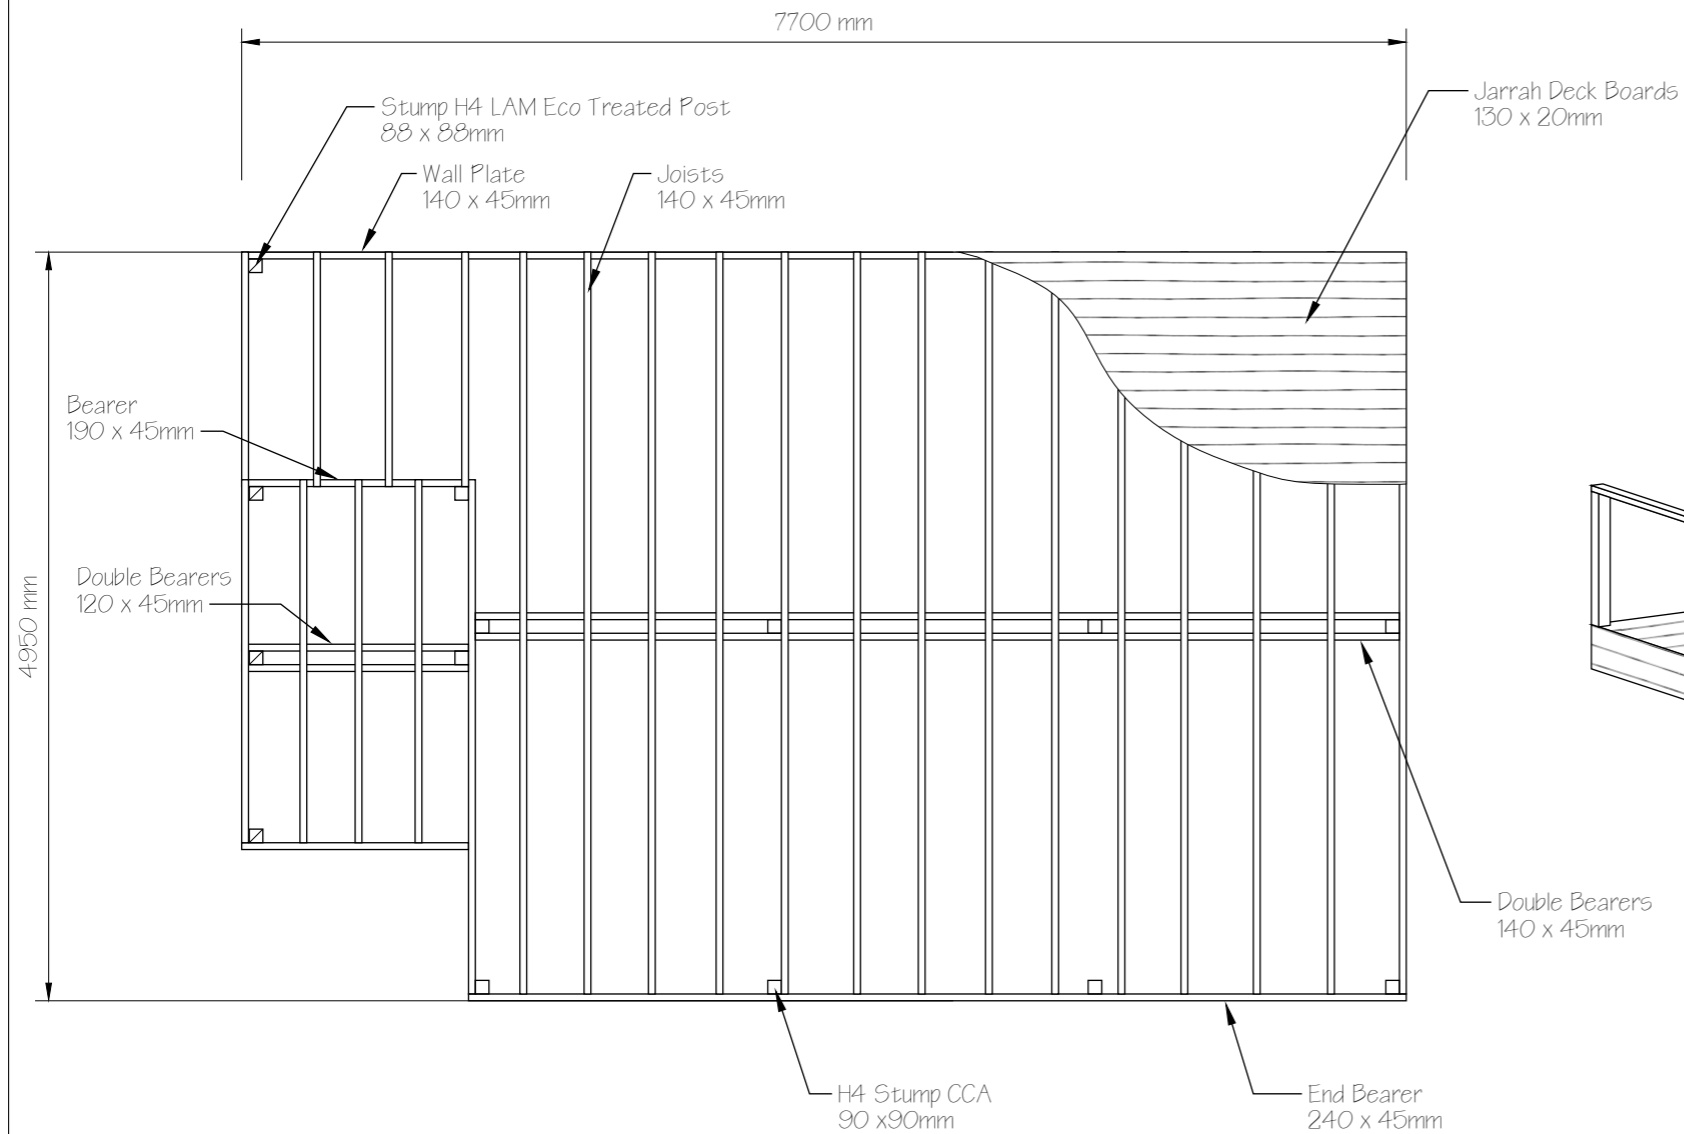 7700 mm
Stump H4 LAM Eco Treated Post
88 x 88mm
Jarrah Deck Boards
130 x 20mm
Wall Plate
140 x 45mm
Joists
140 x 45mm
Bearer
190 x 45mm
Double Bearers
120 x 45mm
4950 mm
Double Bearers
140 x 45mm
H4 Stump CCA
90 x90mm
End Bearer
240 x 45mm